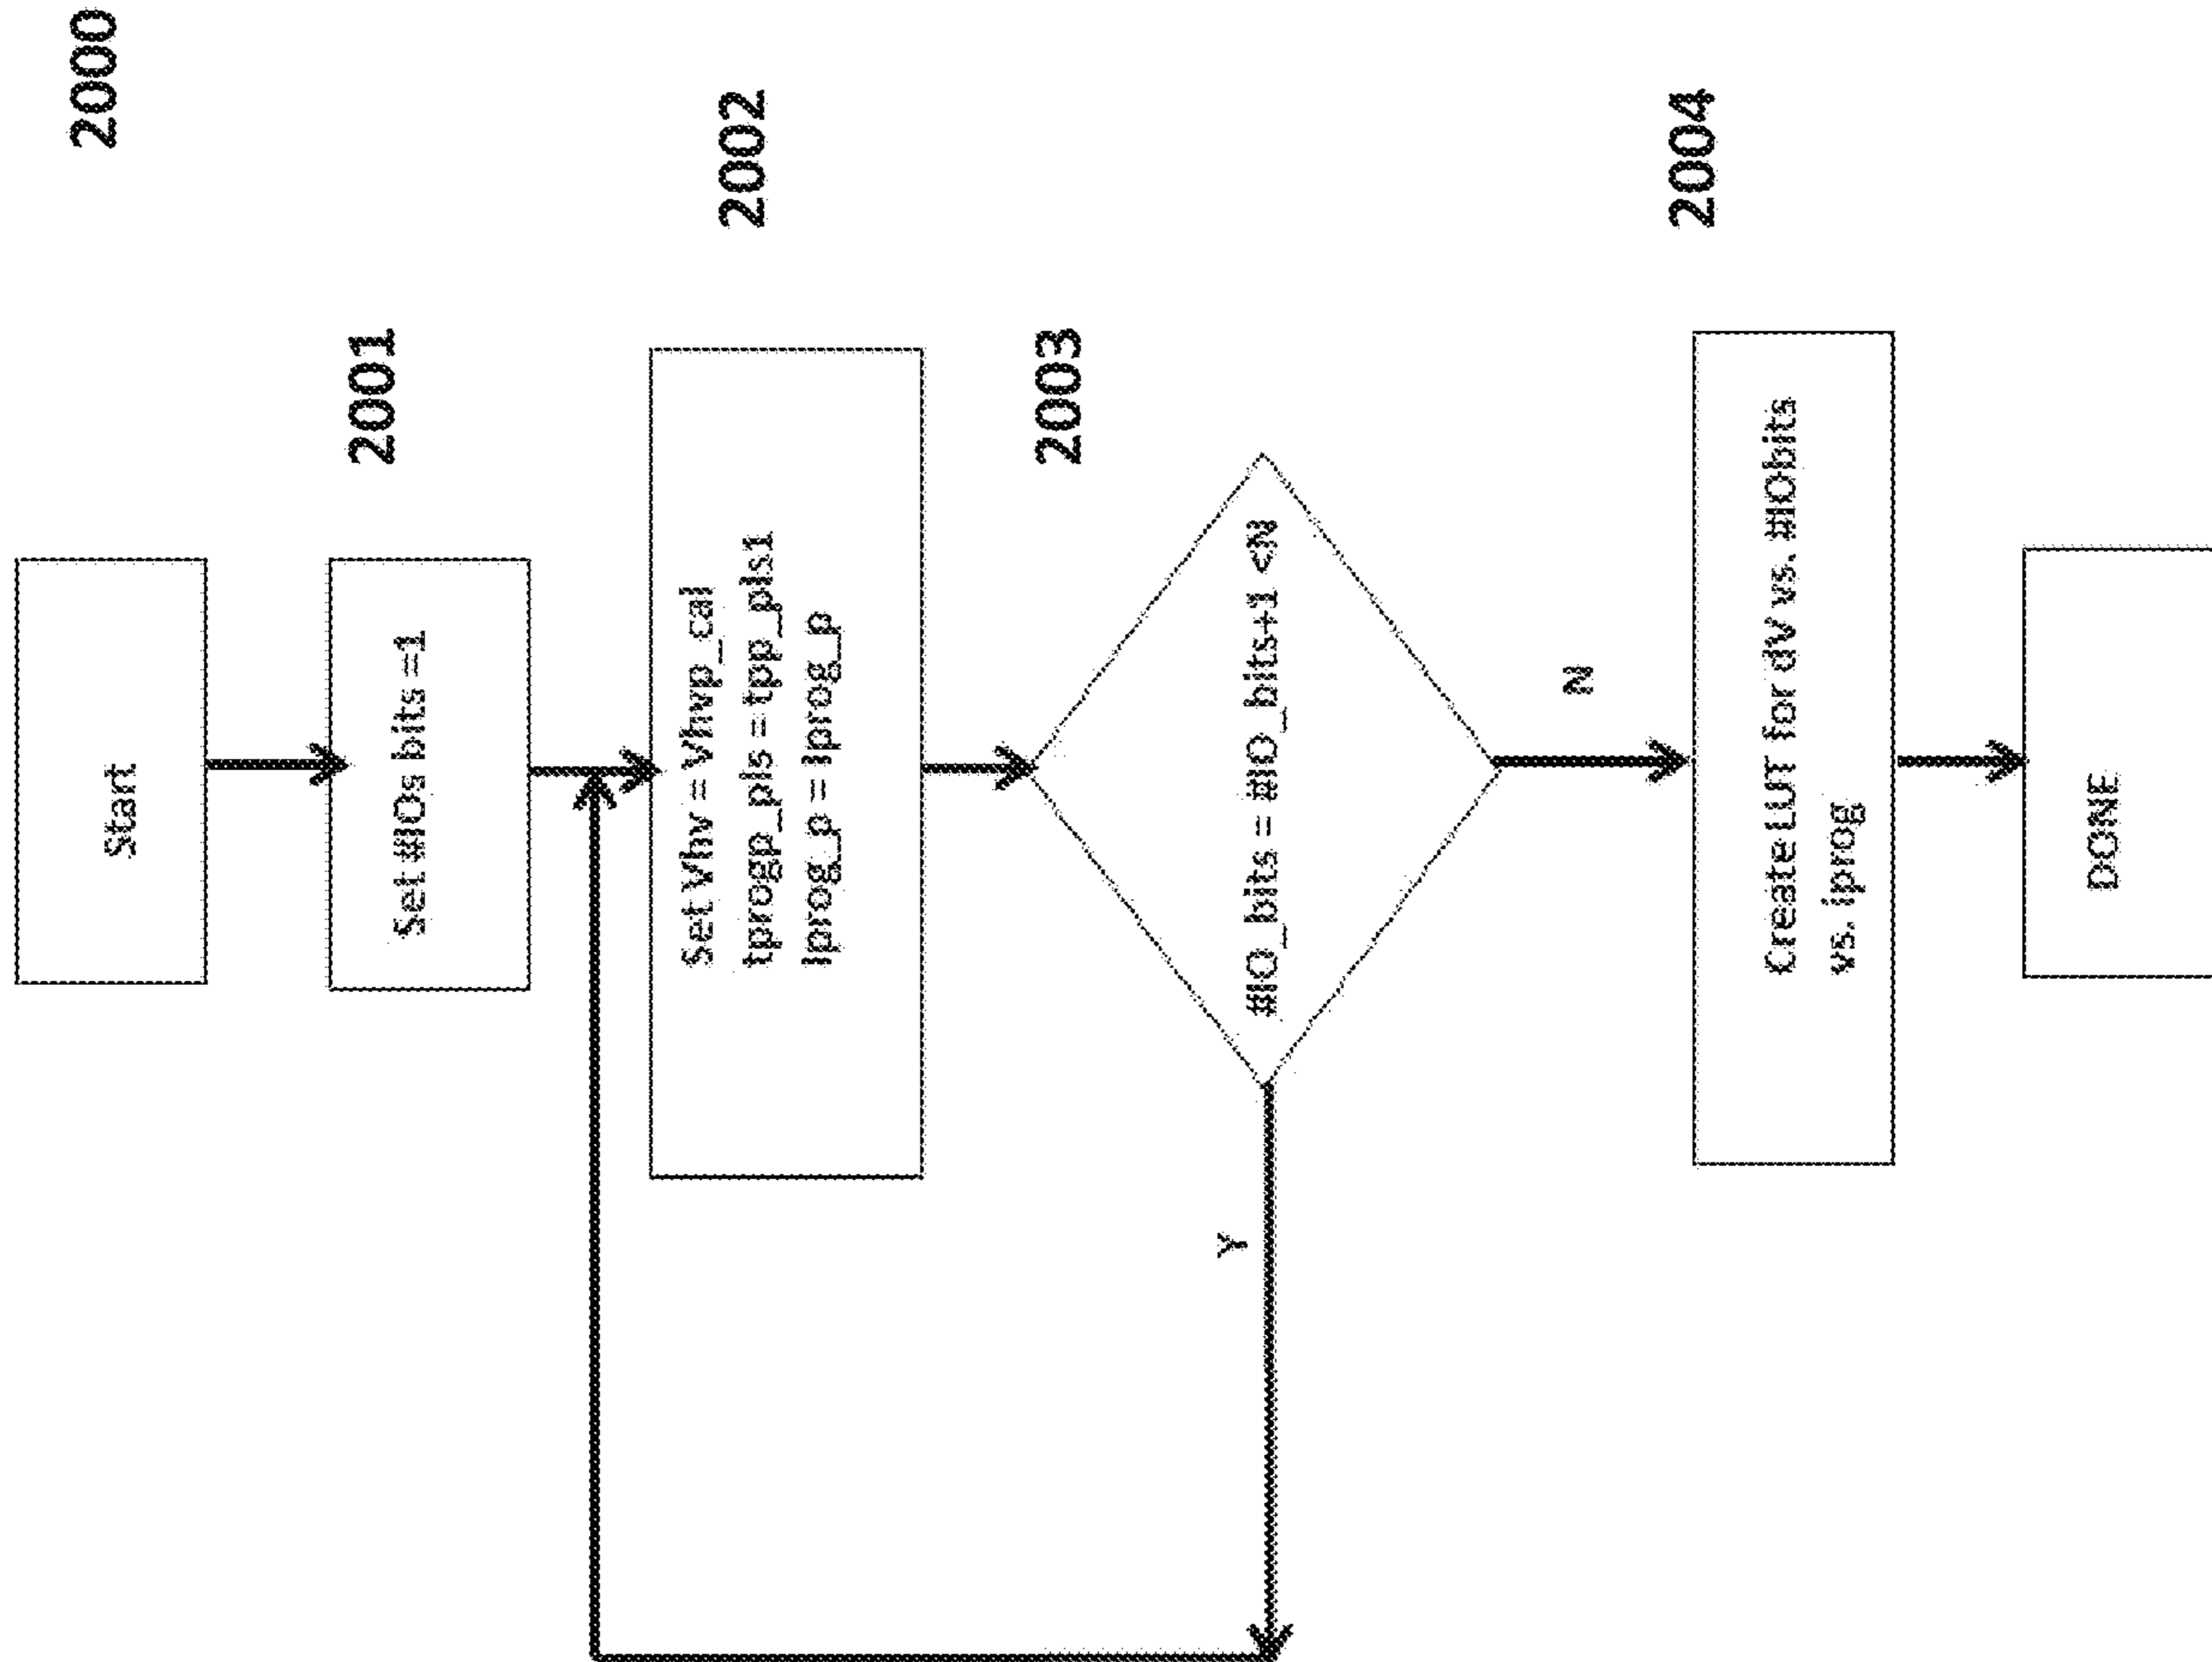 2000
Start
2001
Set #IOs bits =1
2002
Set Vhv = Vhvp_cal
tprogp_pls = tpp_pls1
Iprog_p = Iprog_p
2003
#IO_bits = #IO_bits+1 <N
Y
N
2004
Create LUT for dV vs. #IObits
vs. iprog
DONE